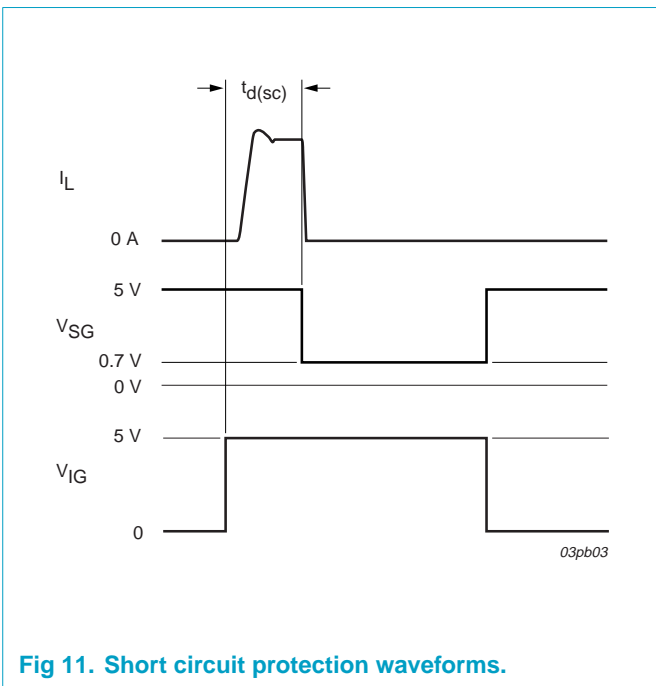 td(sc)
IL
0 A
5 V
VSG
0.7 V
0 V
5 V
VIG
0
03pb03
Fig 11. Short circuit protection waveforms.